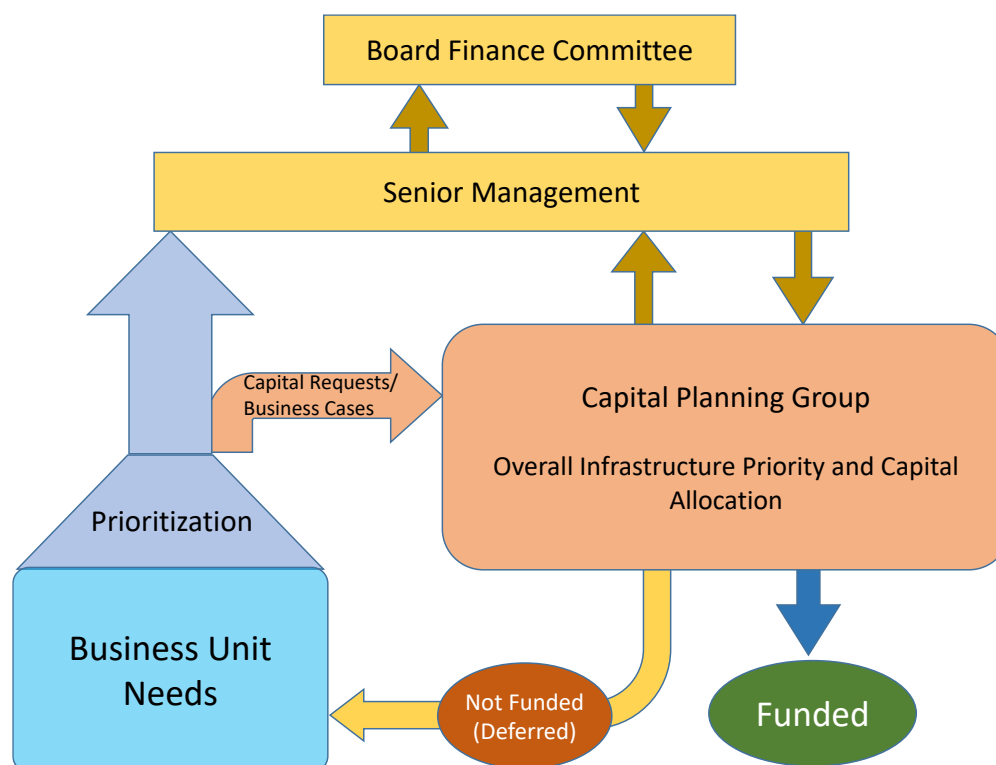 Board Finance Committee
Senior Management
Capital Requests/
Business Cases
Capital Planning Group
Overall Infrastructure Priority and Capital
Allocation
Prioritization
Business Unit
Needs
Not Funded
(Deferred)
Funded